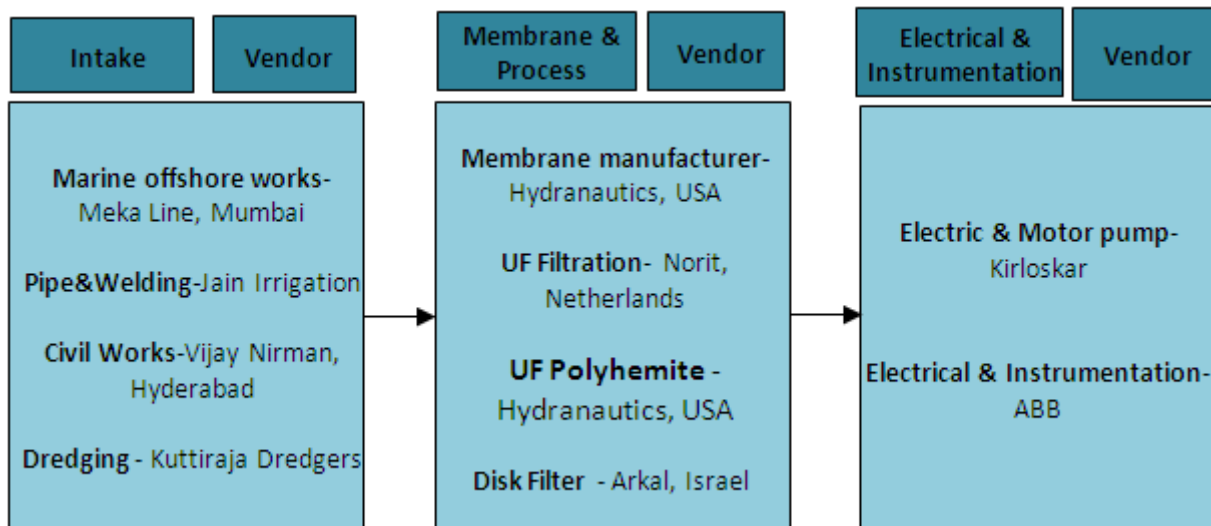 Intake
Vendor
Marine offshore works-
Meka Line, Mumbai
Pipe&Welding-Jain Irrigation
Civil Works-Vijay Nirman,
Hyderabad
Dredging - Kuttiraja Dredgers
Membrane &
Process
Vendor
Membrane manufacturer-
Hydranautics, USA
UF Filtration- Norit,
Netherlands
UF Polyhemite -
Hydranautics, USA
Disk Filter - Arkal, Israel
Electrical &
Instrumentation
Vendor
Electric & Motor pump-
Kirloskar
Electrical & Instrumentation-
ABB